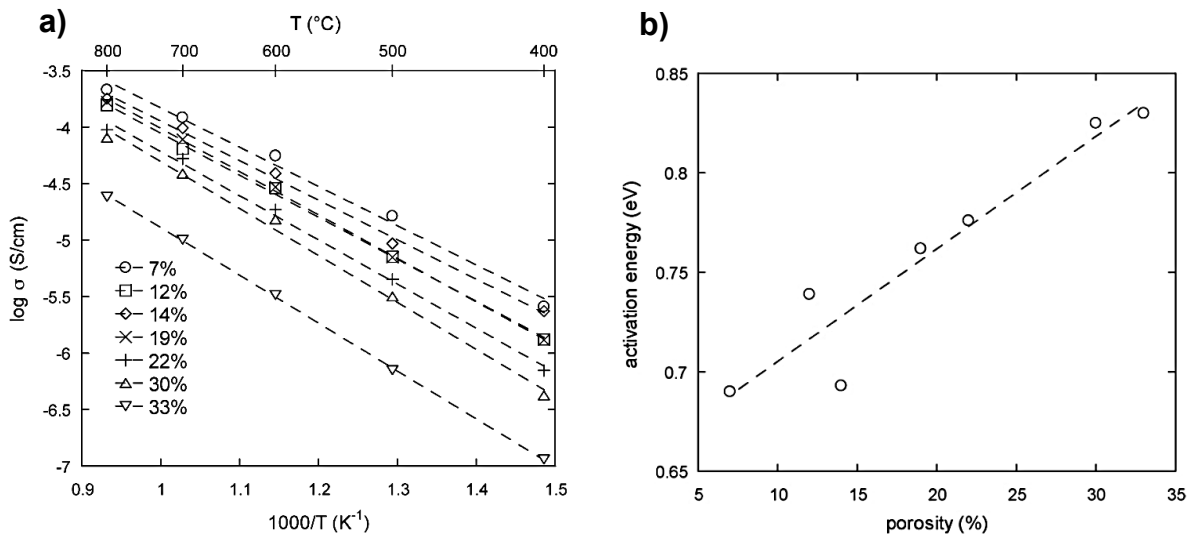 a)
T (°C)
800 700 600 500 400
-3.5
-4
-4.5
-5
-5.5
-6
-6.5
-7
log σ (S/cm)
7%
12%
14%
19%
22%
30%
33%
0.9 1 1.1 1.2 1.3 1.4 1.5
1000/T (K⁻¹)
b)
0.85
0.8
0.75
0.7
0.65
activation energy (eV)
5 10 15 20 25 30 35
porosity (%)